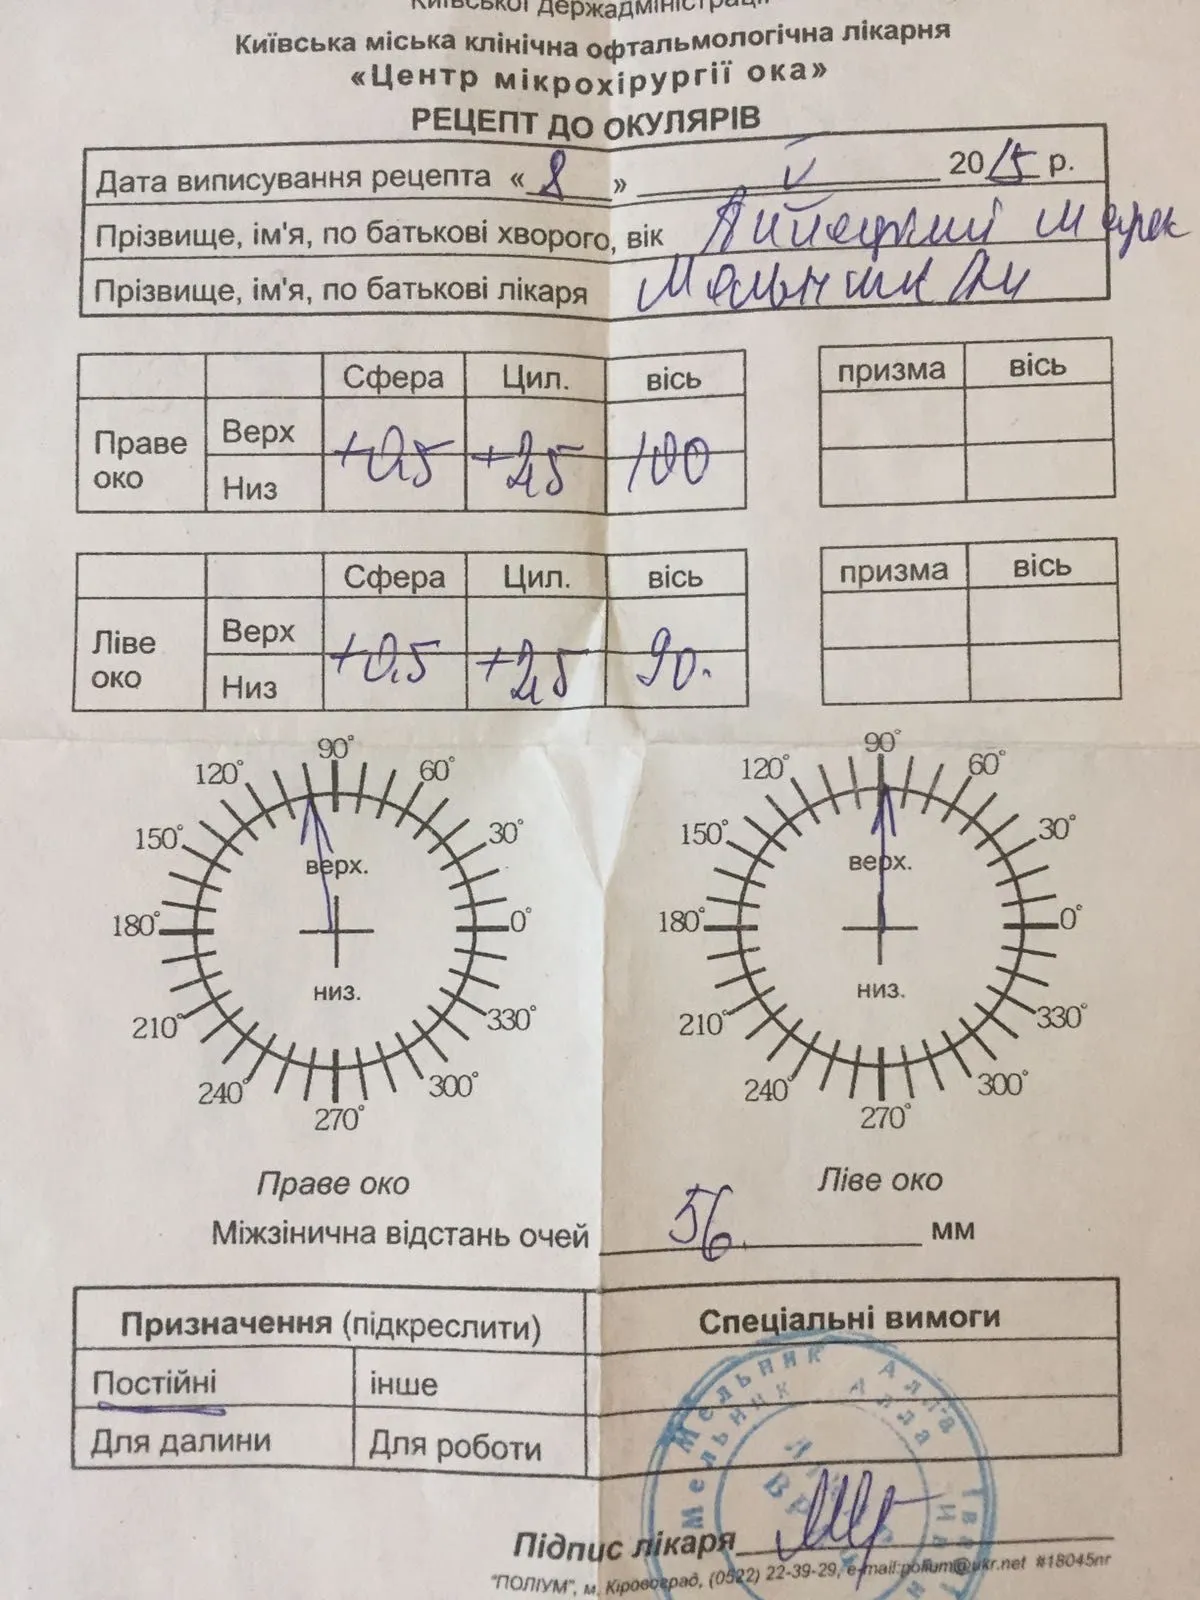 Київської держадміністрації
Київська міська клінічна офтальмологічна лікарня
«Центр мікрохірургії ока»
РЕЦЕПТ ДО ОКУЛЯРІВ
Дата виписування рецепта «8» V 2015 р.
Прізвище, ім'я, по батькові хворого, вік
Прізвище, ім'я, по батькові лікаря Мельник
Сфера Цил. вісь призма вісь
Праве око Верх Низ +0,5 +2,5 100
Сфера Цил. вісь призма вісь
Ліве око Верх Низ +0.5 +2,5 90.
90° 90°
120° 60° 120° 60°
150° 30° 150° 30°
верх. верх.
180° 0° 180° 0°
низ. низ.
210° 330° 210° 330°
240° 300° 240° 300°
270° 270°
Праве око Ліве око
Міжзінична відстань очей 56. мм
Призначення (підкреслити) Спеціальні вимоги
Постійні інше
Для далини Для роботи
Мельник Алла
Мельник Алла
Підпис лікаря
"ПОЛІУМ", м. Кіровоград, (0522) 22-39-29, e-mail:polium@ukr.net #18045nr